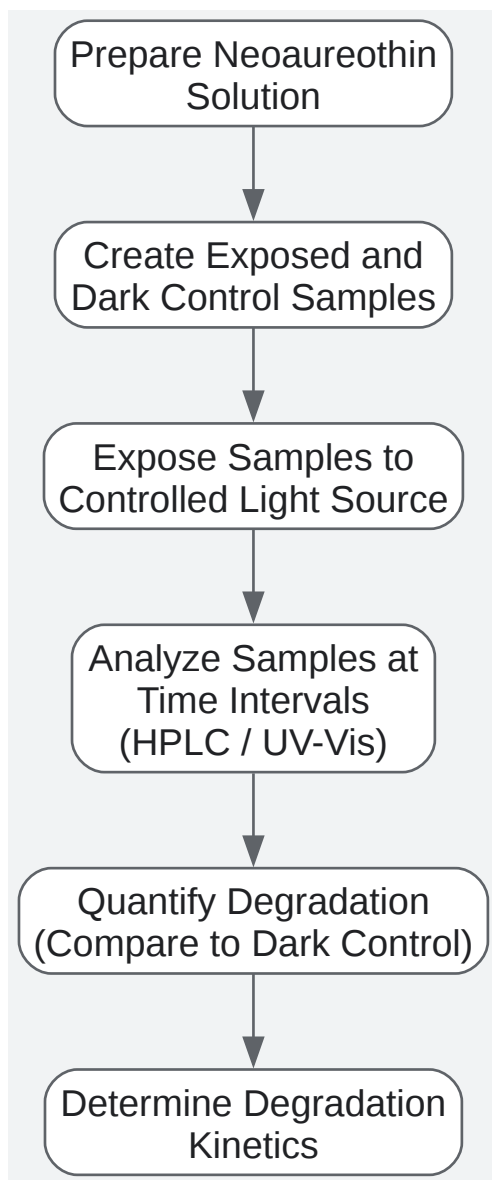 Prepare Neoaureothin
Solution
Create Exposed and
Dark Control Samples
Expose Samples to
Controlled Light Source
Analyze Samples at
Time Intervals
(HPLC / UV-Vis)
Quantify Degradation
(Compare to Dark Control)
Determine Degradation
Kinetics